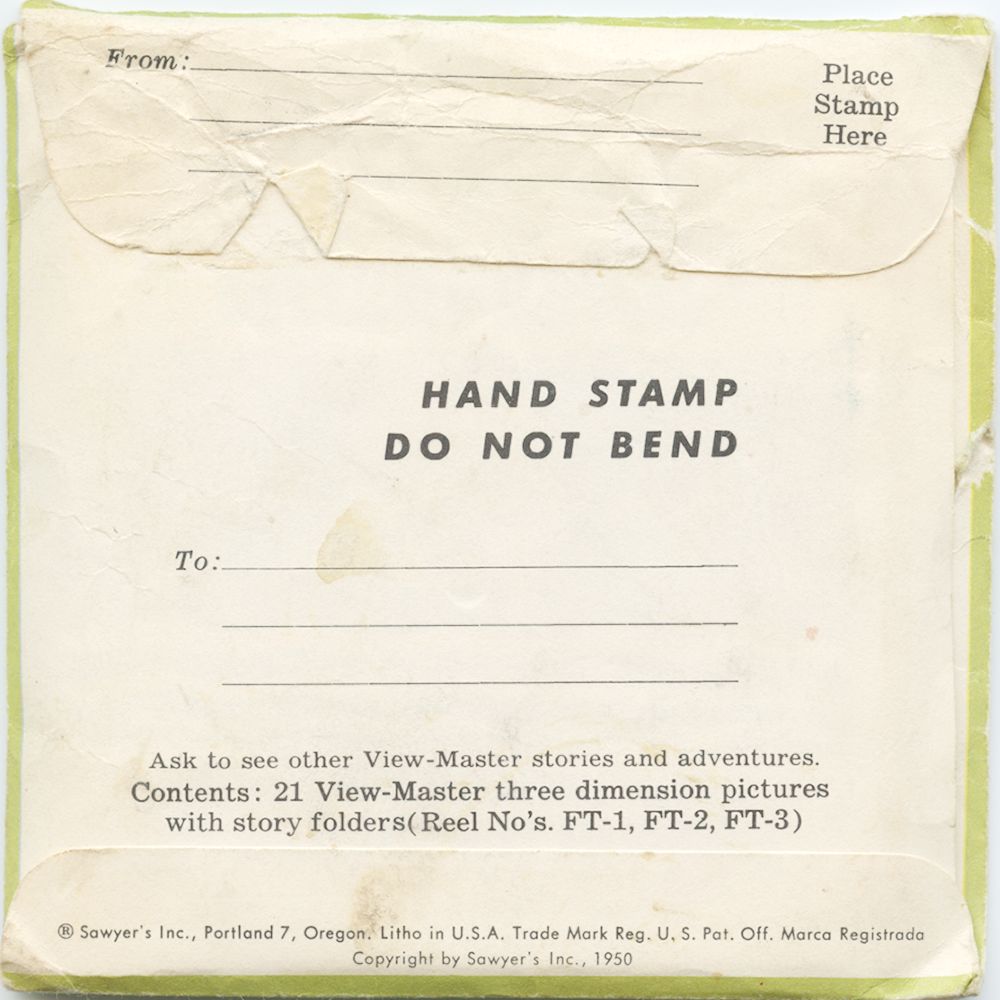 From:
Place
Stamp
Here
HAND STAMP
DO NOT BEND
To:
Ask to see other View-Master stories and adventures.
Contents: 21 View-Master three dimension pictures
with story folders(Reel No's. FT-1, FT-2, FT-3)
® Sawyer's Inc., Portland 7, Oregon. Litho in U.S.A. Trade Mark Reg. U. S. Pat. Off. Marca Registrada
Copyright by Sawyer's Inc., 1950